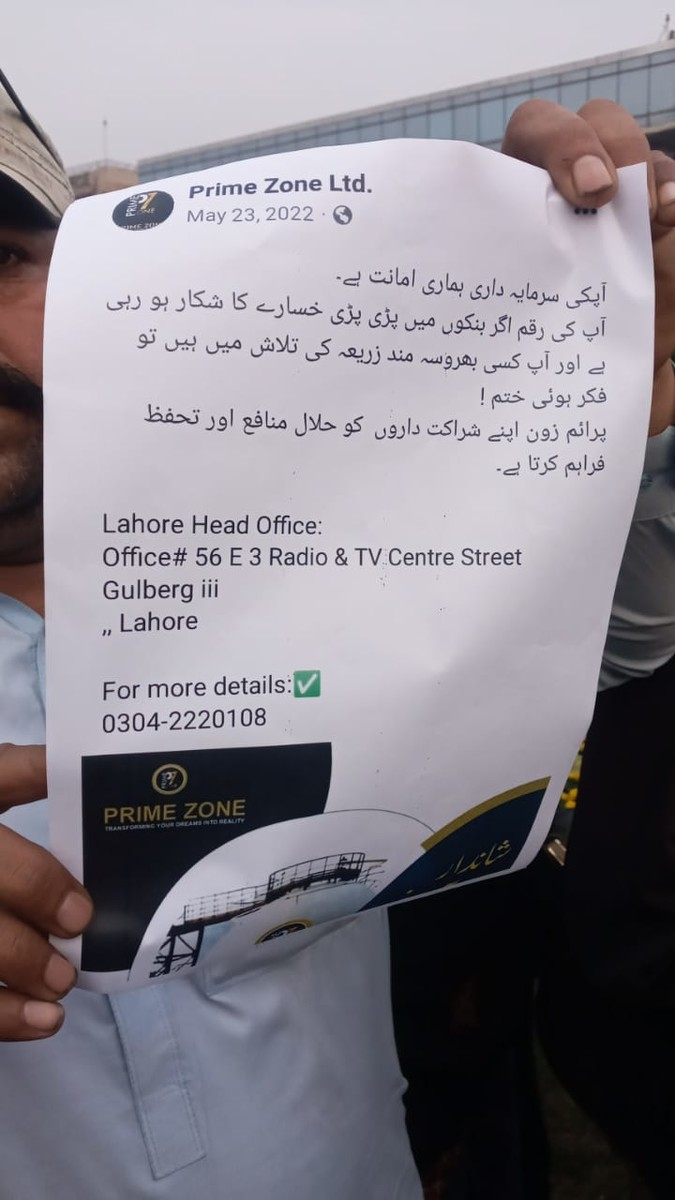 Prime Zone Ltd.
May 23, 2022 ·
آپکی سرمایہ داری ہماری امانت ہے۔
آپ کی رقم اگر بنکوں میں پڑی پڑی خسارے کا شکار ہو رہی
ہے اور آپ کسی بھروسہ مند زریعہ کی تلاش میں ہیں تو
فکر ہوئی ختم !
پرائم زون اپنے شراکت داروں کو حلال منافع اور تحفظ
فراہم کرتا ہے۔
Lahore Head Office:
Office# 56 E 3 Radio & TV Centre Street
Gulberg iii
,, Lahore
For more details:✅
0304-2220108
PRIME ZONE
TRANSFORMING YOUR DREAMS INTO REALITY
شاندار